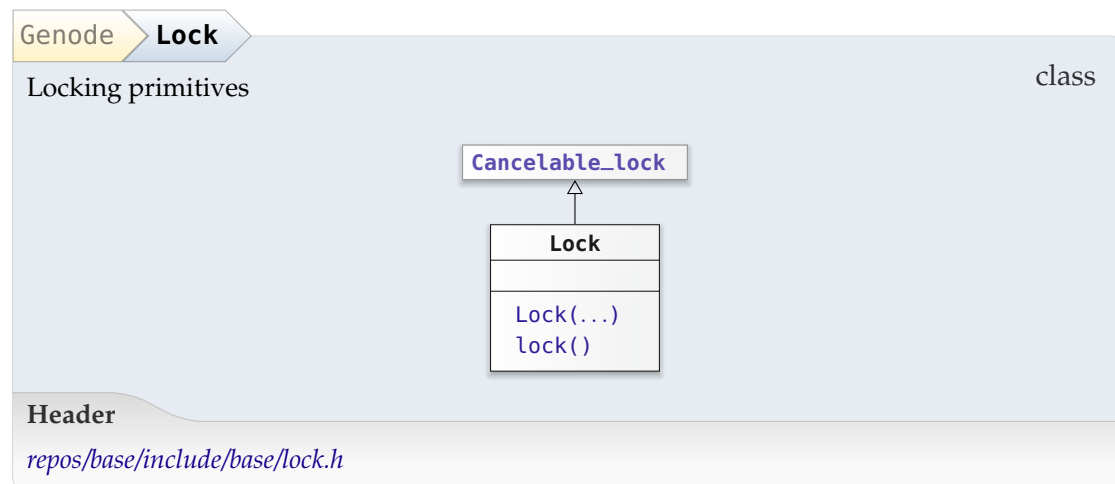 Genode Lock
class
Locking primitives
Cancelable_lock
Lock
Lock(...)
lock()
Header
repos/base/include/base/lock.h